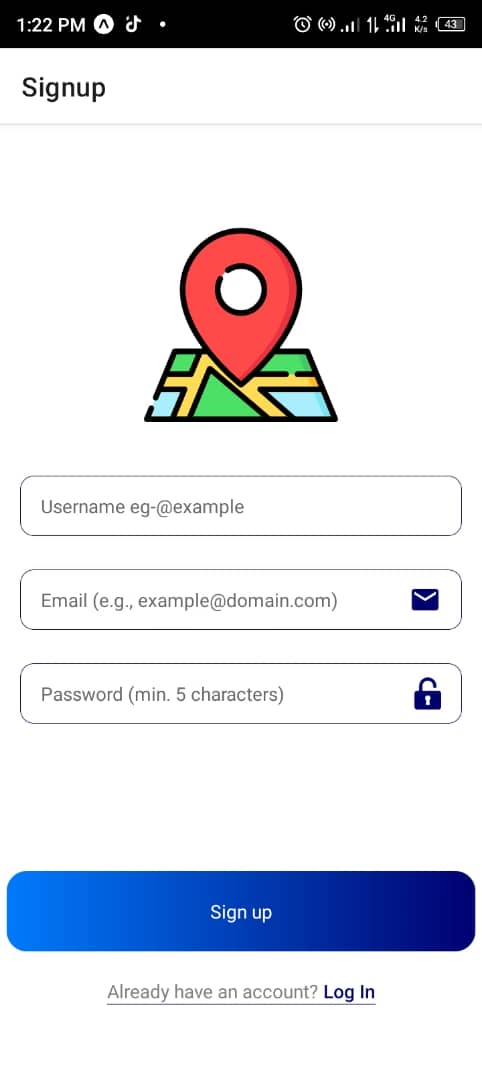 1:22 PM
4G 4.2 K/s 43
Signup
Username eg-@example
Email (e.g., example@domain.com)
Password (min. 5 characters)
Sign up
Already have an account? Log In